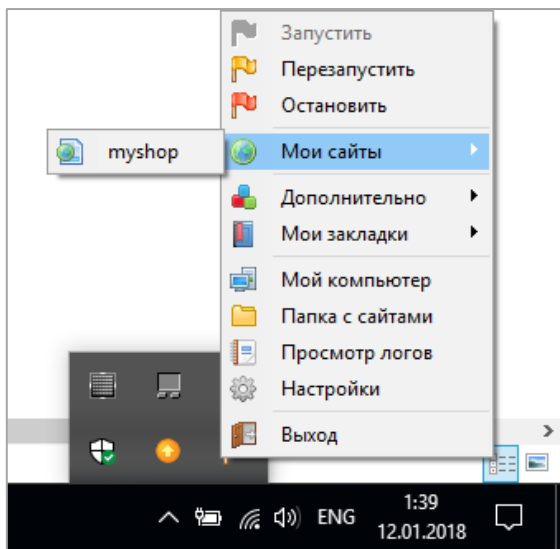 Запустить
Перезапустить
Остановить
myshop
Мои сайты
Дополнительно
Мои закладки
Мой компьютер
Папка с сайтами
Просмотр логов
Настройки
Выход
ENG
1:39
12.01.2018